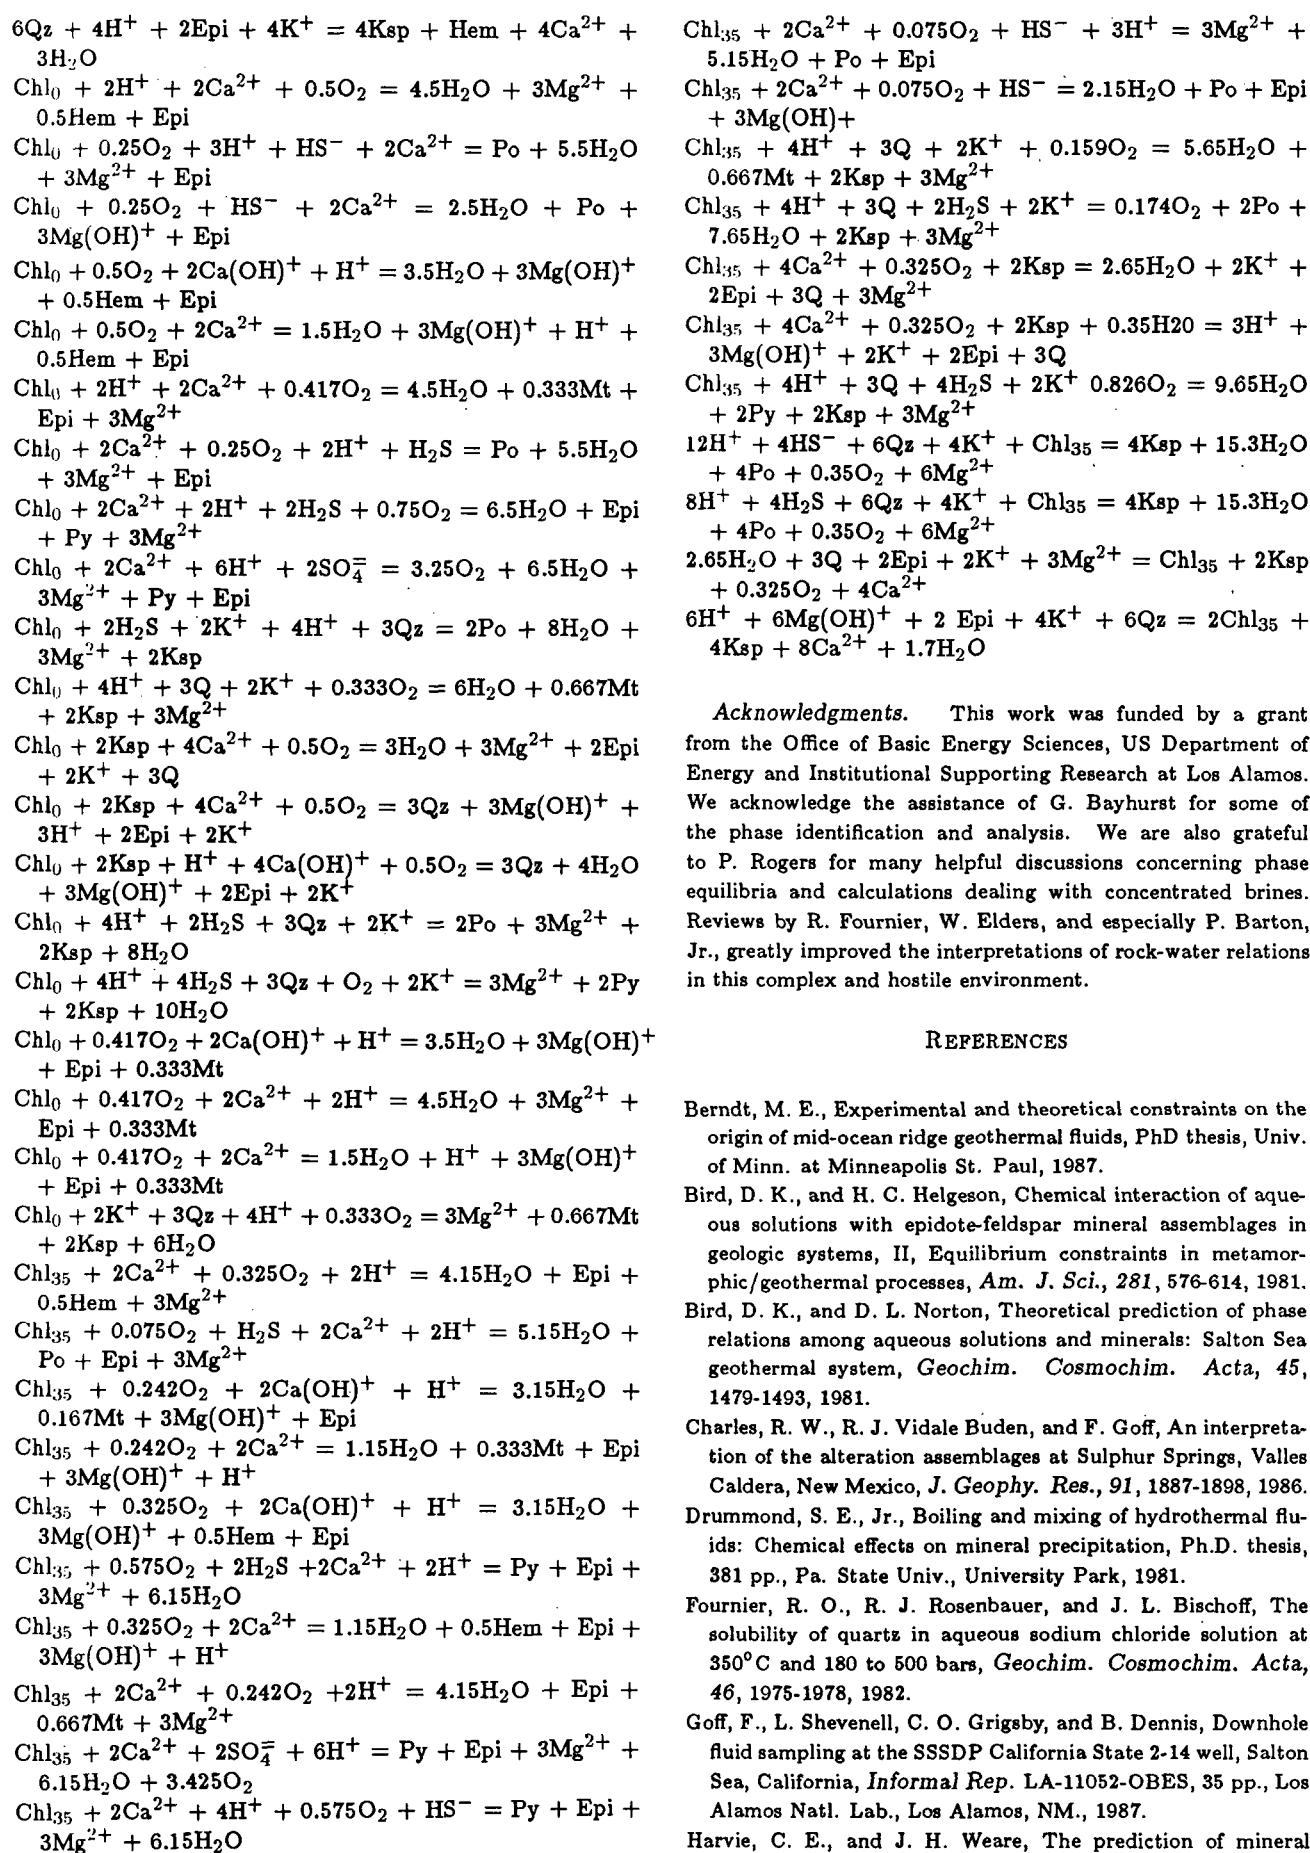 6Qz + 4H⁺ + 2Epi + 4K⁺ = 4Ksp + Hem + 4Ca²⁺ +
3H₂O
Chl₀ + 2H⁺ + 2Ca²⁺ + 0.5O₂ = 4.5H₂O + 3Mg²⁺ +
0.5Hem + Epi
Chl₀ + 0.25O₂ + 3H⁺ + HS⁻ + 2Ca²⁺ = Po + 5.5H₂O
+ 3Mg²⁺ + Epi
Chl₀ + 0.25O₂ + HS⁻ + 2Ca²⁺ = 2.5H₂O + Po +
3Mg(OH)⁺ + Epi
Chl₀ + 0.5O₂ + 2Ca(OH)⁺ + H⁺ = 3.5H₂O + 3Mg(OH)⁺
+ 0.5Hem + Epi
Chl₀ + 0.5O₂ + 2Ca²⁺ = 1.5H₂O + 3Mg(OH)⁺ + H⁺ +
0.5Hem + Epi
Chl₀ + 2H⁺ + 2Ca²⁺ + 0.417O₂ = 4.5H₂O + 0.333Mt +
Epi + 3Mg²⁺
Chl₀ + 2Ca²⁺ + 0.25O₂ + 2H⁺ + H₂S = Po + 5.5H₂O
+ 3Mg²⁺ + Epi
Chl₀ + 2Ca²⁺ + 2H⁺ + 2H₂S + 0.75O₂ = 6.5H₂O + Epi
+ Py + 3Mg²⁺
Chl₀ + 2Ca²⁺ + 6H⁺ + 2SO₄⁼ = 3.25O₂ + 6.5H₂O +
3Mg²⁺ + Py + Epi
Chl₀ + 2H₂S + 2K⁺ + 4H⁺ + 3Qz = 2Po + 8H₂O +
3Mg²⁺ + 2Ksp
Chl₀ + 4H⁺ + 3Q + 2K⁺ + 0.333O₂ = 6H₂O + 0.667Mt
+ 2Ksp + 3Mg²⁺
Chl₀ + 2Ksp + 4Ca²⁺ + 0.5O₂ = 3H₂O + 3Mg²⁺ + 2Epi
+ 2K⁺ + 3Q
Chl₀ + 2Ksp + 4Ca²⁺ + 0.5O₂ = 3Qz + 3Mg(OH)⁺ +
3H⁺ + 2Epi + 2K⁺
Chl₀ + 2Ksp + H⁺ + 4Ca(OH)⁺ + 0.5O₂ = 3Qz + 4H₂O
+ 3Mg(OH)⁺ + 2Epi + 2K⁺
Chl₀ + 4H⁺ + 2H₂S + 3Qz + 2K⁺ = 2Po + 3Mg²⁺ +
2Ksp + 8H₂O
Chl₀ + 4H⁺ + 4H₂S + 3Qz + O₂ + 2K⁺ = 3Mg²⁺ + 2Py
+ 2Ksp + 10H₂O
Chl₀ + 0.417O₂ + 2Ca(OH)⁺ + H⁺ = 3.5H₂O + 3Mg(OH)⁺
+ Epi + 0.333Mt
Chl₀ + 0.417O₂ + 2Ca²⁺ + 2H⁺ = 4.5H₂O + 3Mg²⁺ +
Epi + 0.333Mt
Chl₀ + 0.417O₂ + 2Ca²⁺ = 1.5H₂O + H⁺ + 3Mg(OH)⁺
+ Epi + 0.333Mt
Chl₀ + 2K⁺ + 3Qz + 4H⁺ + 0.333O₂ = 3Mg²⁺ + 0.667Mt
+ 2Ksp + 6H₂O
Chl₃₅ + 2Ca²⁺ + 0.325O₂ + 2H⁺ = 4.15H₂O + Epi +
0.5Hem + 3Mg²⁺
Chl₃₅ + 0.075O₂ + H₂S + 2Ca²⁺ + 2H⁺ = 5.15H₂O +
Po + Epi + 3Mg²⁺
Chl₃₅ + 0.242O₂ + 2Ca(OH)⁺ + H⁺ = 3.15H₂O +
0.167Mt + 3Mg(OH)⁺ + Epi
Chl₃₅ + 0.242O₂ + 2Ca²⁺ = 1.15H₂O + 0.333Mt + Epi
+ 3Mg(OH)⁺ + H⁺
Chl₃₅ + 0.325O₂ + 2Ca(OH)⁺ + H⁺ = 3.15H₂O +
3Mg(OH)⁺ + 0.5Hem + Epi
Chl₃₅ + 0.575O₂ + 2H₂S +2Ca²⁺ + 2H⁺ = Py + Epi +
3Mg²⁺ + 6.15H₂O
Chl₃₅ + 0.325O₂ + 2Ca²⁺ = 1.15H₂O + 0.5Hem + Epi +
3Mg(OH)⁺ + H⁺
Chl₃₅ + 2Ca²⁺ + 0.242O₂ +2H⁺ = 4.15H₂O + Epi +
0.667Mt + 3Mg²⁺
Chl₃₅ + 2Ca²⁺ + 2SO₄⁼ + 6H⁺ = Py + Epi + 3Mg²⁺ +
6.15H₂O + 3.425O₂
Chl₃₅ + 2Ca²⁺ + 4H⁺ + 0.575O₂ + HS⁻ = Py + Epi +
3Mg²⁺ + 6.15H₂O
Chl₃₅ + 2Ca²⁺ + 0.075O₂ + HS⁻ + 3H⁺ = 3Mg²⁺ +
5.15H₂O + Po + Epi
Chl₃₅ + 2Ca²⁺ + 0.075O₂ + HS⁻ = 2.15H₂O + Po + Epi
+ 3Mg(OH)+
Chl₃₅ + 4H⁺ + 3Q + 2K⁺ + 0.159O₂ = 5.65H₂O +
0.667Mt + 2Ksp + 3Mg²⁺
Chl₃₅ + 4H⁺ + 3Q + 2H₂S + 2K⁺ = 0.174O₂ + 2Po +
7.65H₂O + 2Ksp + 3Mg²⁺
Chl₃₅ + 4Ca²⁺ + 0.325O₂ + 2Ksp = 2.65H₂O + 2K⁺ +
2Epi + 3Q + 3Mg²⁺
Chl₃₅ + 4Ca²⁺ + 0.325O₂ + 2Ksp + 0.35H20 = 3H⁺ +
3Mg(OH)⁺ + 2K⁺ + 2Epi + 3Q
Chl₃₅ + 4H⁺ + 3Q + 4H₂S + 2K⁺ 0.826O₂ = 9.65H₂O
+ 2Py + 2Ksp + 3Mg²⁺
12H⁺ + 4HS⁻ + 6Qz + 4K⁺ + Chl₃₅ = 4Ksp + 15.3H₂O
+ 4Po + 0.35O₂ + 6Mg²⁺
8H⁺ + 4H₂S + 6Qz + 4K⁺ + Chl₃₅ = 4Ksp + 15.3H₂O
+ 4Po + 0.35O₂ + 6Mg²⁺
2.65H₂O + 3Q + 2Epi + 2K⁺ + 3Mg²⁺ = Chl₃₅ + 2Ksp
+ 0.325O₂ + 4Ca²⁺
6H⁺ + 6Mg(OH)⁺ + 2 Epi + 4K⁺ + 6Qz = 2Chl₃₅ +
4Ksp + 8Ca²⁺ + 1.7H₂O
Acknowledgments. This work was funded by a grant
from the Office of Basic Energy Sciences, US Department of
Energy and Institutional Supporting Research at Los Alamos.
We acknowledge the assistance of G. Bayhurst for some of
the phase identification and analysis. We are also grateful
to P. Rogers for many helpful discussions concerning phase
equilibria and calculations dealing with concentrated brines.
Reviews by R. Fournier, W. Elders, and especially P. Barton,
Jr., greatly improved the interpretations of rock-water relations
in this complex and hostile environment.
REFERENCES
Berndt, M. E., Experimental and theoretical constraints on the
origin of mid-ocean ridge geothermal fluids, PhD thesis, Univ.
of Minn. at Minneapolis St. Paul, 1987.
Bird, D. K., and H. C. Helgeson, Chemical interaction of aque-
ous solutions with epidote-feldspar mineral assemblages in
geologic systems, II, Equilibrium constraints in metamor-
phic/geothermal processes, Am. J. Sci., 281, 576-614, 1981.
Bird, D. K., and D. L. Norton, Theoretical prediction of phase
relations among aqueous solutions and minerals: Salton Sea
geothermal system, Geochim. Cosmochim. Acta, 45,
1479-1493, 1981.
Charles, R. W., R. J. Vidale Buden, and F. Goff, An interpreta-
tion of the alteration assemblages at Sulphur Springs, Valles
Caldera, New Mexico, J. Geophy. Res., 91, 1887-1898, 1986.
Drummond, S. E., Jr., Boiling and mixing of hydrothermal flu-
ids: Chemical effects on mineral precipitation, Ph.D. thesis,
381 pp., Pa. State Univ., University Park, 1981.
Fournier, R. O., R. J. Rosenbauer, and J. L. Bischoff, The
solubility of quartz in aqueous sodium chloride solution at
350°C and 180 to 500 bars, Geochim. Cosmochim. Acta,
46, 1975-1978, 1982.
Goff, F., L. Shevenell, C. O. Grigsby, and B. Dennis, Downhole
fluid sampling at the SSSDP California State 2-14 well, Salton
Sea, California, Informal Rep. LA-11052-OBES, 35 pp., Los
Alamos Natl. Lab., Los Alamos, NM., 1987.
Harvie, C. E., and J. H. Weare, The prediction of mineral